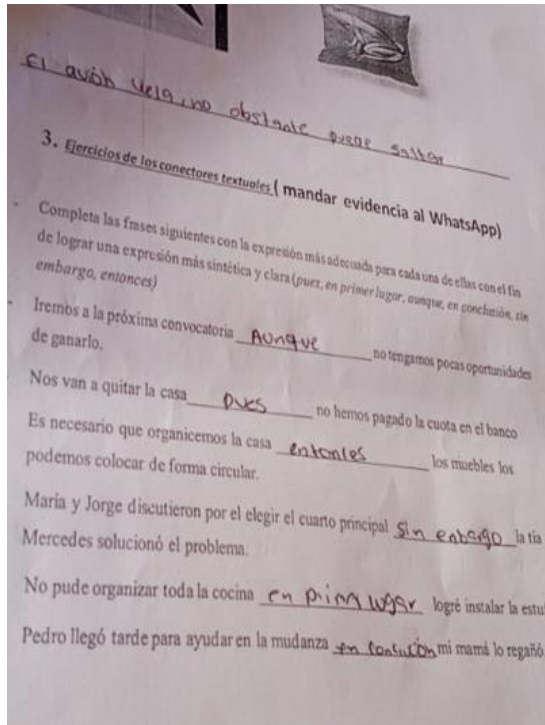 El avión vela, no obstante puede saltar
3. Ejercicios de los conectores textuales ( mandar evidencia al WhatsApp)
Completa las frases siguientes con la expresión más adecuada para cada una de ellas con el fin
de lograr una expresión más sintética y clara (pues, en primer lugar, aunque, en conclusión, sin
embargo, entonces)
Iremos a la próxima convocatoria Aunque no tengamos pocas oportunidades
de ganarlo.
Nos van a quitar la casa pues no hemos pagado la cuota en el banco
Es necesario que organicemos la casa entonces los muebles los
podemos colocar de forma circular.
María y Jorge discutieron por el elegir el cuarto principal sin enbargo la tía
Mercedes solucionó el problema.
No pude organizar toda la cocina en prim lugar logré instalar la estu
Pedro llegó tarde para ayudar en la mudanza en conclución mi mamá lo regañó